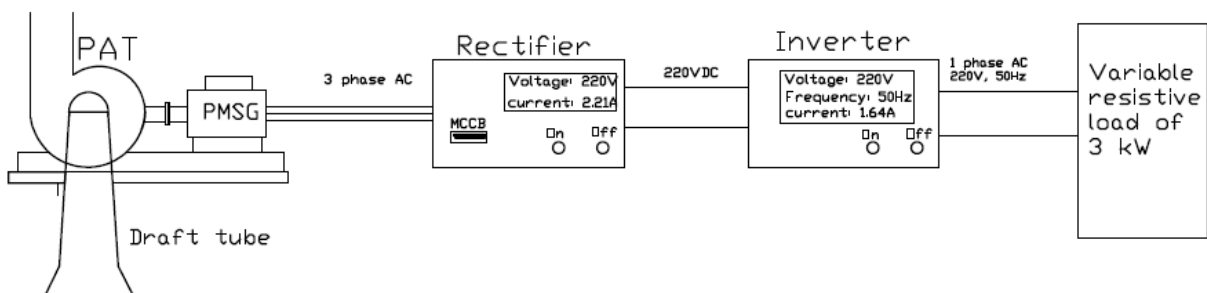 PAT
PMSG
Draft tube
3 phase AC
Rectifier
Voltage: 220V
current: 2.21A
MCCB
On Off
220VDC
Inverter
Voltage: 220V
Frequency: 50Hz
current: 1.64A
On Off
1 phase AC
220V, 50Hz
Variable
resistive
load of
3 kW